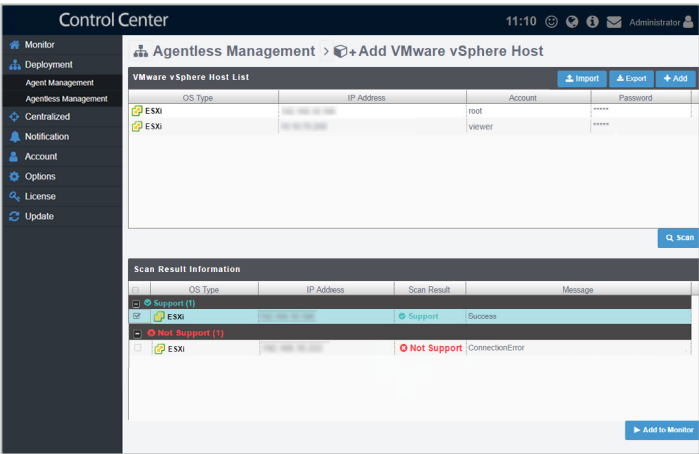 Control Center
11:10
Administrator
Monitor
Deployment
Agent Management
Agentless Management
Centralized
Notification
Account
Options
License
Update
Agentless Management > + Add VMware vSphere Host
VMware vSphere Host List
Import
Export
+ Add
OS Type IP Address Account Password
ESXi root *****
ESXi viewer *****
Scan
Scan Result Information
OS Type IP Address Scan Result Message
Support (1)
ESXi Support Success
Not Support (1)
ESXi Not Support ConnectionError
Add to Monitor